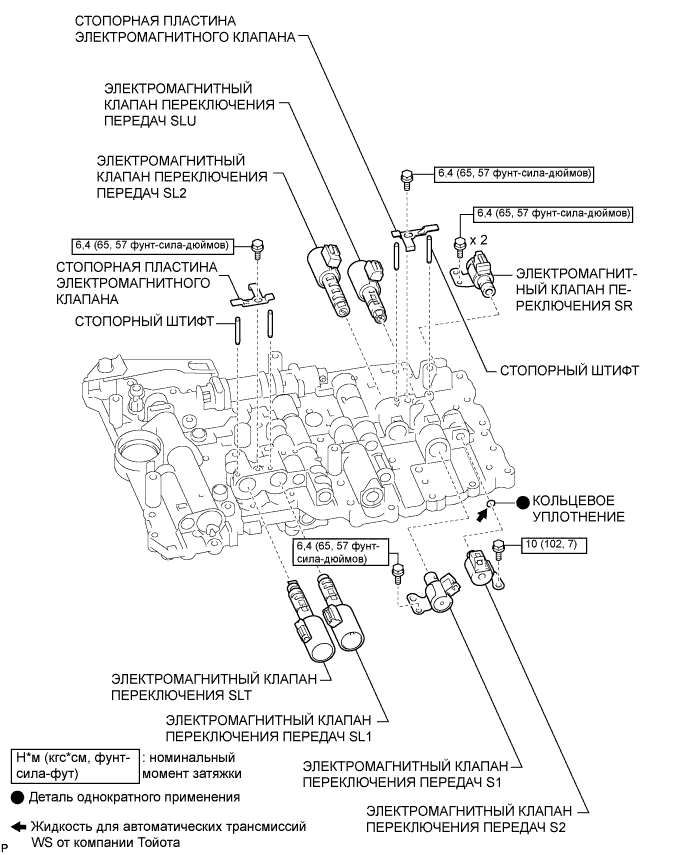 СТОПОРНАЯ ПЛАСТИНА
ЭЛЕКТРОМАГНИТНОГО КЛАПАНА
ЭЛЕКТРОМАГНИТНЫЙ
КЛАПАН ПЕРЕКЛЮЧЕНИЯ
ПЕРЕДАЧ SLU
ЭЛЕКТРОМАГНИТНЫЙ
КЛАПАН ПЕРЕКЛЮЧЕНИЯ
ПЕРЕДАЧ SL2
6,4 (65, 57 фунт-сила-дюймов)
6,4 (65, 57 фунт-сила-дюймов)
x 2
6,4 (65, 57 фунт-сила-дюймов)
СТОПОРНАЯ ПЛАСТИНА
ЭЛЕКТРОМАГНИТНОГО
КЛАПАНА
ЭЛЕКТРОМАГНИТ-
НЫЙ КЛАПАН ПЕ-
РЕКЛЮЧЕНИЯ SR
СТОПОРНЫЙ ШТИФТ
СТОПОРНЫЙ ШТИФТ
КОЛЬЦЕВОЕ
УПЛОТНЕНИЕ
6,4 (65, 57 фунт-
сила-дюймов)
10 (102, 7)
ЭЛЕКТРОМАГНИТНЫЙ КЛАПАН
ПЕРЕКЛЮЧЕНИЯ SLT
ЭЛЕКТРОМАГНИТНЫЙ КЛАПАН
ПЕРЕКЛЮЧЕНИЯ ПЕРЕДАЧ SL1
ЭЛЕКТРОМАГНИТНЫЙ КЛАПАН
ПЕРЕКЛЮЧЕНИЯ ПЕРЕДАЧ S1
ЭЛЕКТРОМАГНИТНЫЙ КЛАПАН
ПЕРЕКЛЮЧЕНИЯ ПЕРЕДАЧ S2
Н*м (кгс*см, фунт-
сила-фут)
: номинальный
момент затяжки
Деталь однократного применения
Жидкость для автоматических трансмиссий
WS от компании Тойота
P